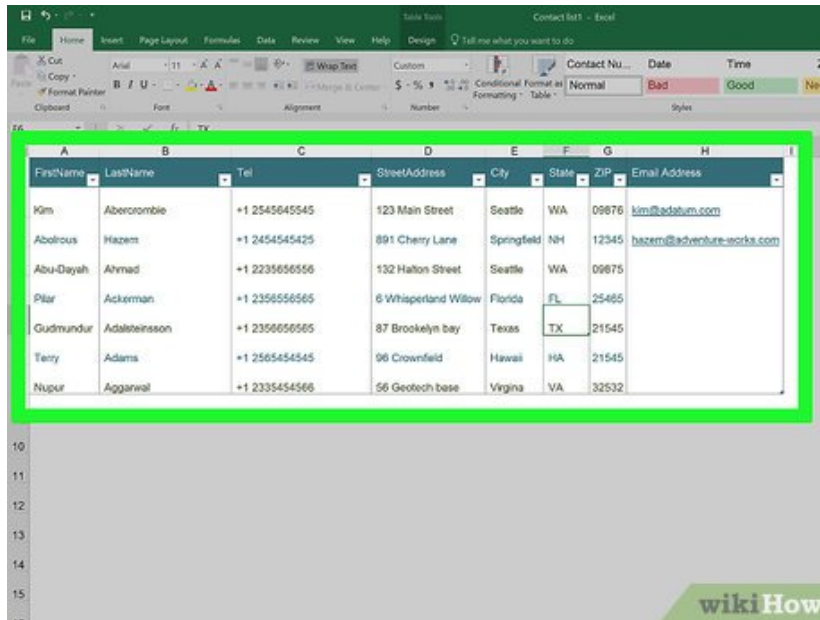 Table Tools Contact list1 - Excel
File Home Insert Page Layout Formulas Data Review View Help Design Tell me what you want to do
Cut Arial 11 Wrap Text Custom Contact Nu... Date Time
Copy B I U Merge & Center $ - % Conditional Format as Normal Bad Good
Format Painter Formatting Table
Clipboard Font Alignment Number Styles
F6 fx TX
A B C D E F G H I
FirstName LastName Tel StreetAddress City State ZIP Email Address
Kim Abercrombie +1 2545645545 123 Main Street Seattle WA 09876 kim@adatum.com
Abolrous Hazem +1 2454545425 891 Cherry Lane Springfield NH 12345 hazem@adventure-works.com
Abu-Dayah Ahmad +1 2235656556 132 Halton Street Seattle WA 09875
Pilar Ackerman +1 2356556565 6 Whisperland Willow Florida FL 25465
Gudmundur Adalsteinsson +1 2356656565 87 Brookelyn bay Texas TX 21545
Terry Adams +1 2565454545 96 Crownfield Hawaii HA 21545
Nupur Aggarwal +1 2335454566 56 Geotech base Virgina VA 32532
10
11
12
13
14
15
wikiHow